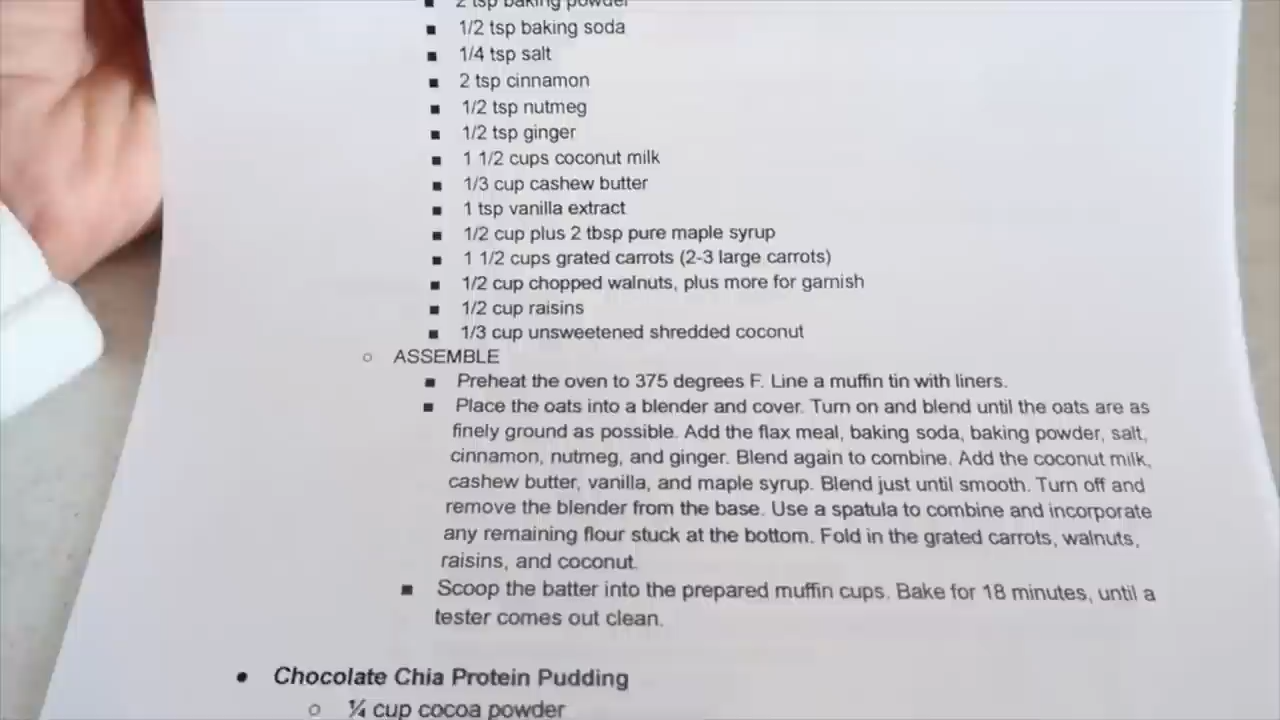 2 tsp baking powder
1/2 tsp baking soda
1/4 tsp salt
2 tsp cinnamon
1/2 tsp nutmeg
1/2 tsp ginger
1 1/2 cups coconut milk
1/3 cup cashew butter
1 tsp vanilla extract
1/2 cup plus 2 tbsp pure maple syrup
1 1/2 cups grated carrots (2-3 large carrots)
1/2 cup chopped walnuts, plus more for garnish
1/2 cup raisins
1/3 cup unsweetened shredded coconut
ASSEMBLE
Preheat the oven to 375 degrees F. Line a muffin tin with liners.
Place the oats into a blender and cover. Turn on and blend until the oats are as
finely ground as possible. Add the flax meal, baking soda, baking powder, salt,
cinnamon, nutmeg, and ginger. Blend again to combine. Add the coconut milk,
cashew butter, vanilla, and maple syrup. Blend just until smooth. Turn off and
remove the blender from the base. Use a spatula to combine and incorporate
any remaining flour stuck at the bottom. Fold in the grated carrots, walnuts,
raisins, and coconut.
Scoop the batter into the prepared muffin cups. Bake for 18 minutes, until a
tester comes out clean.
Chocolate Chia Protein Pudding
¼ cup cocoa powder